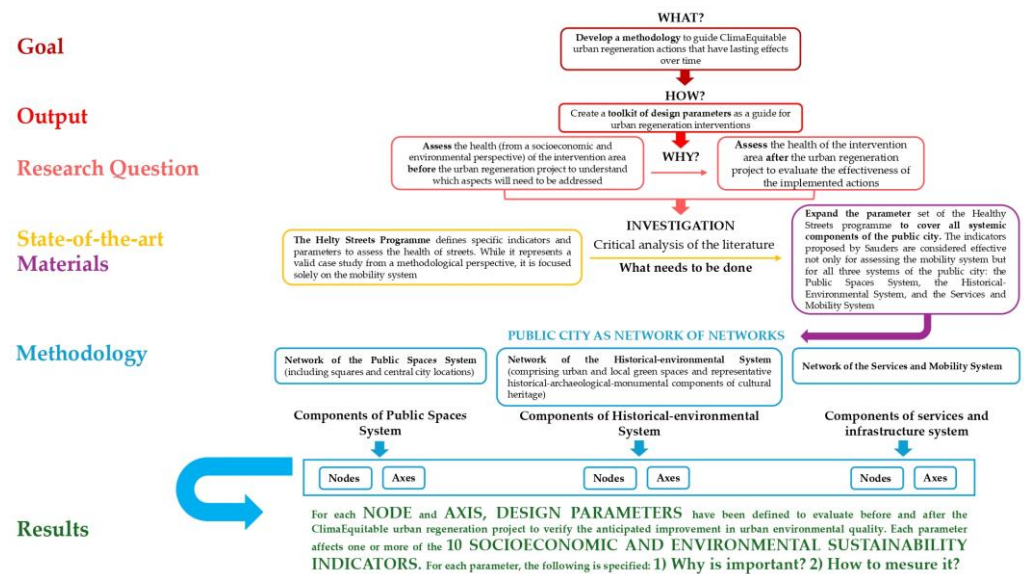 WHAT?
Goal
Develop a methodology to guide ClimaEquitable
urban regeneration actions that have lasting effects
over time
HOW?
Output
Create a toolkit of design parameters as a guide for
urban regeneration interventions
Research Question
Assess the health (from a socioeconomic and
environmental perspective) of the intervention area
before the urban regeneration project to understand
which aspects will need to be addressed
WHY?
Assess the health of the intervention
area after the urban regeneration
project to evaluate the effectiveness of
the implemented actions
State-of-the-art
Materials
The Helty Streets Programme defines specific indicators and
parameters to assess the health of streets. While it represents a
valid case study from a methodological perspective, it is focused
solely on the mobility system
INVESTIGATION
Critical analysis of the literature
What needs to be done
Expand the parameter set of the Healthy
Streets programme to cover all systemic
components of the public city. The indicators
proposed by Sauders are considered effective
not only for assessing the mobility system but
for all three systems of the public city: the
Public Spaces System, the Historical-
Environmental System, and the Services and
Mobility System
Methodology
PUBLIC CITY AS NETWORK OF NETWORKS
Network of the Public Spaces System
(including squares and central city locations)
Network of the Historical-environmental System
(comprising urban and local green spaces and representative
historical-archaeological-monumental components of cultural
heritage)
Network of the Services and Mobility System
Components of Public Spaces
System
Components of Historical-environmental
System
Components of services and
infrastructure system
Nodes
Axes
Nodes
Axes
Nodes
Axes
Results
For each NODE and AXIS, DESIGN PARAMETERS have been defined to evaluate before and after the
ClimaEquitable urban regeneration project to verify the anticipated improvement in urban environmental quality. Each parameter
affects one or more of the 10 SOCIOECONOMIC AND ENVIRONMENTAL SUSTAINABILITY
INDICATORS. For each parameter, the following is specified: 1) Why is important? 2) How to mesure it?